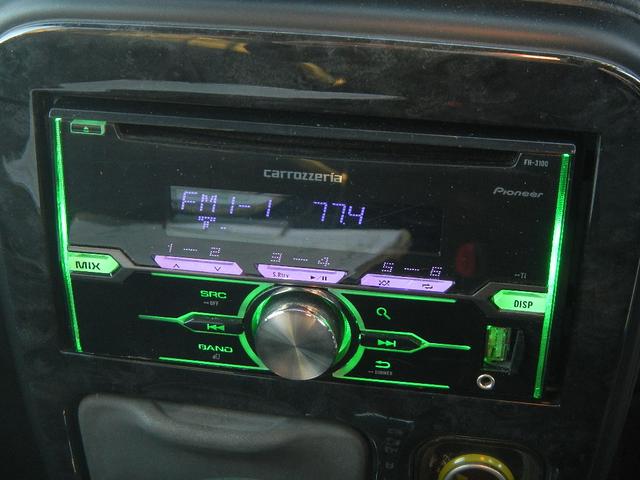 carrozzeria
FH-3100
Pioneer
FM1-1 77.4
1 — 2 3 — 4 5 — 6
MIX
S.Rtrv
DISP
SRC
OFF
BAND
DIMMER